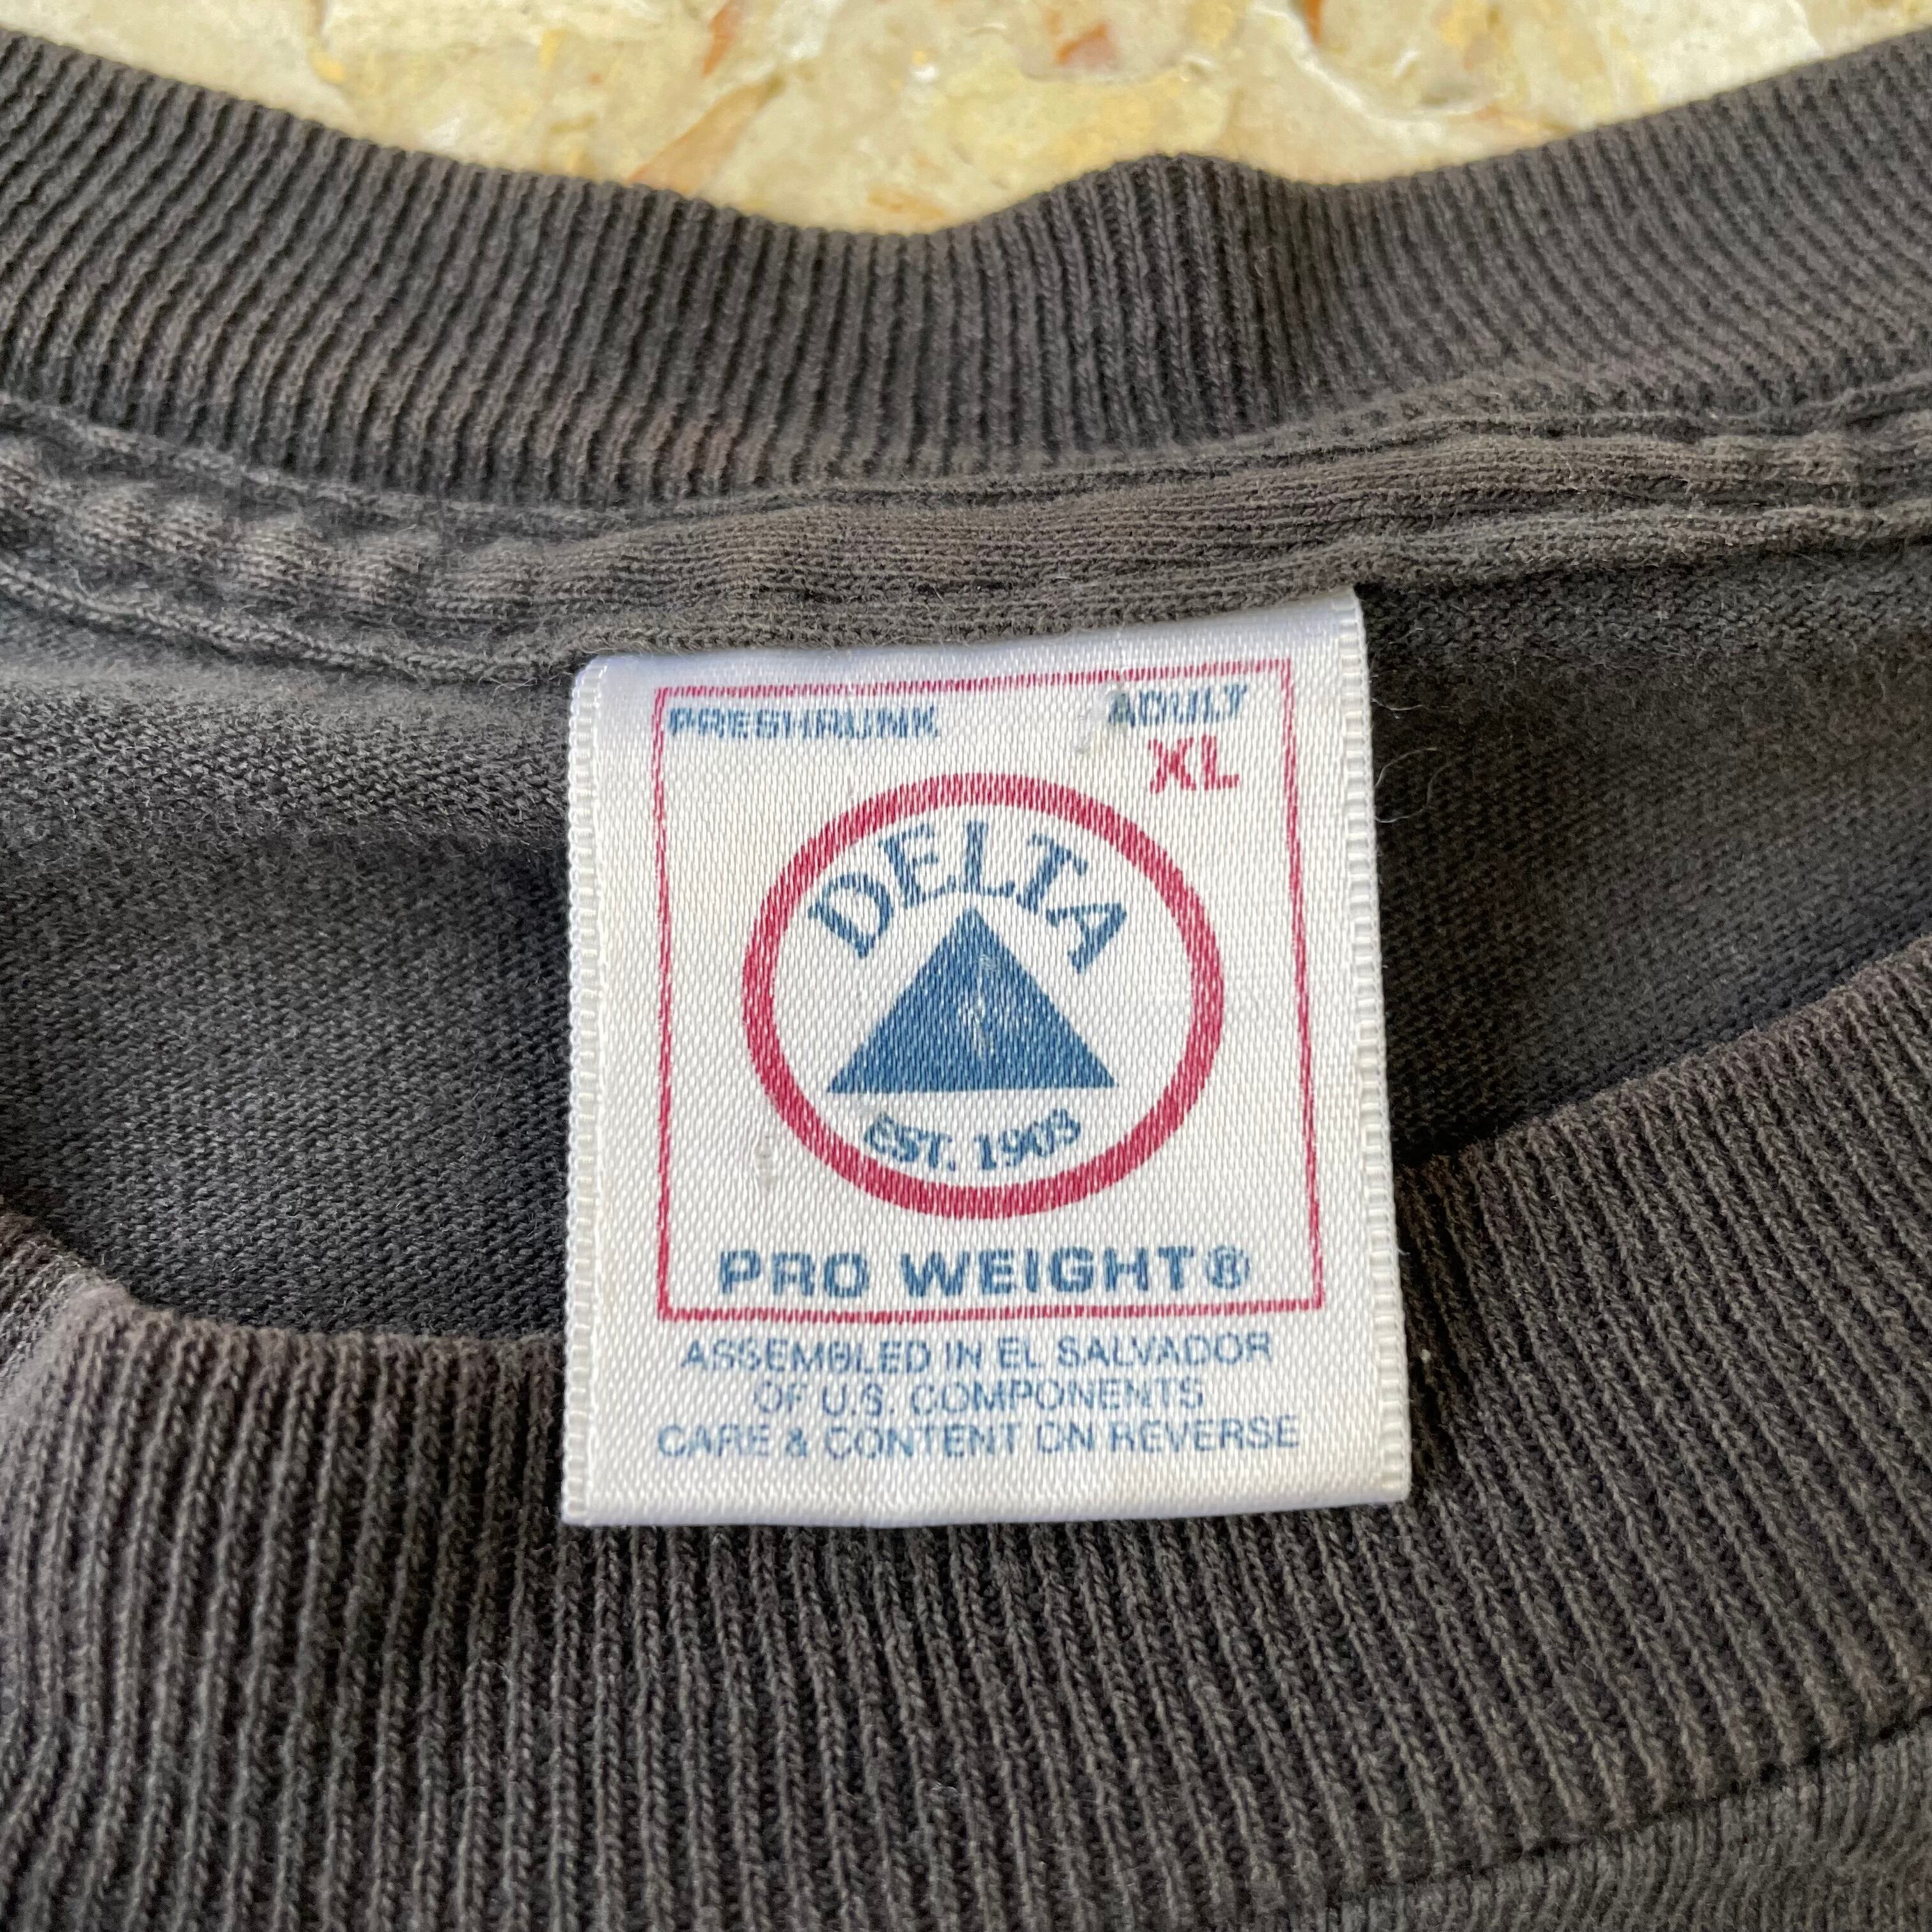 PRESHRUNK ADULT
XL
DELTA
EST. 1903
PRO WEIGHT®
ASSEMBLED IN EL SALVADOR
OF U.S. COMPONENTS
CARE & CONTENT ON REVERSE